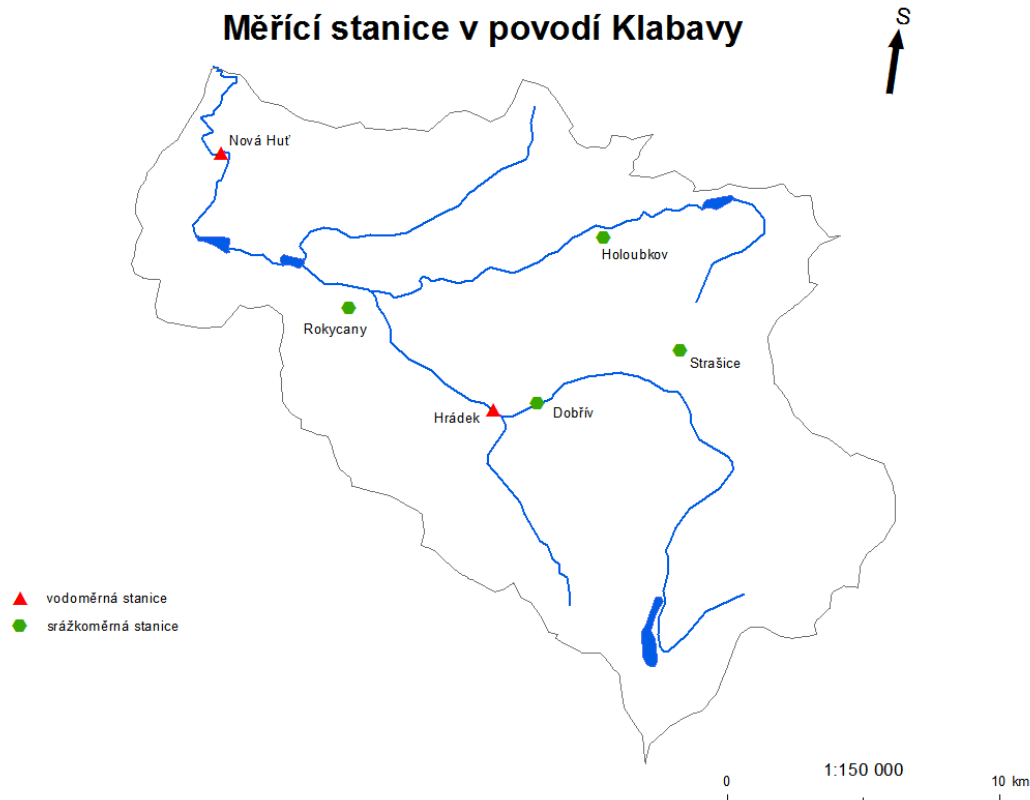 Měřící stanice v povodí Klabavy
S
Nová Huť
Holoubkov
Rokycany
Strašice
Hrádek
Dobřív
vodoměrná stanice
srážkoměrná stanice
1:150 000
0
10 km